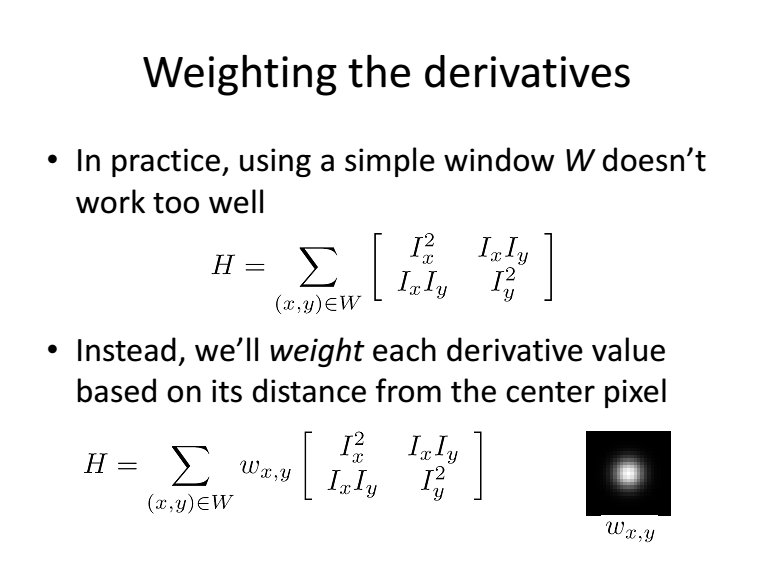 Weighting the derivatives
• In practice, using a simple window W doesn’t
work too well
H = ∑_{(x,y)∈W} [ I_x^2 I_xI_y ; I_xI_y I_y^2 ]
• Instead, we’ll weight each derivative value
based on its distance from the center pixel
H = ∑_{(x,y)∈W} w_{x,y} [ I_x^2 I_xI_y ; I_xI_y I_y^2 ]
w_{x,y}